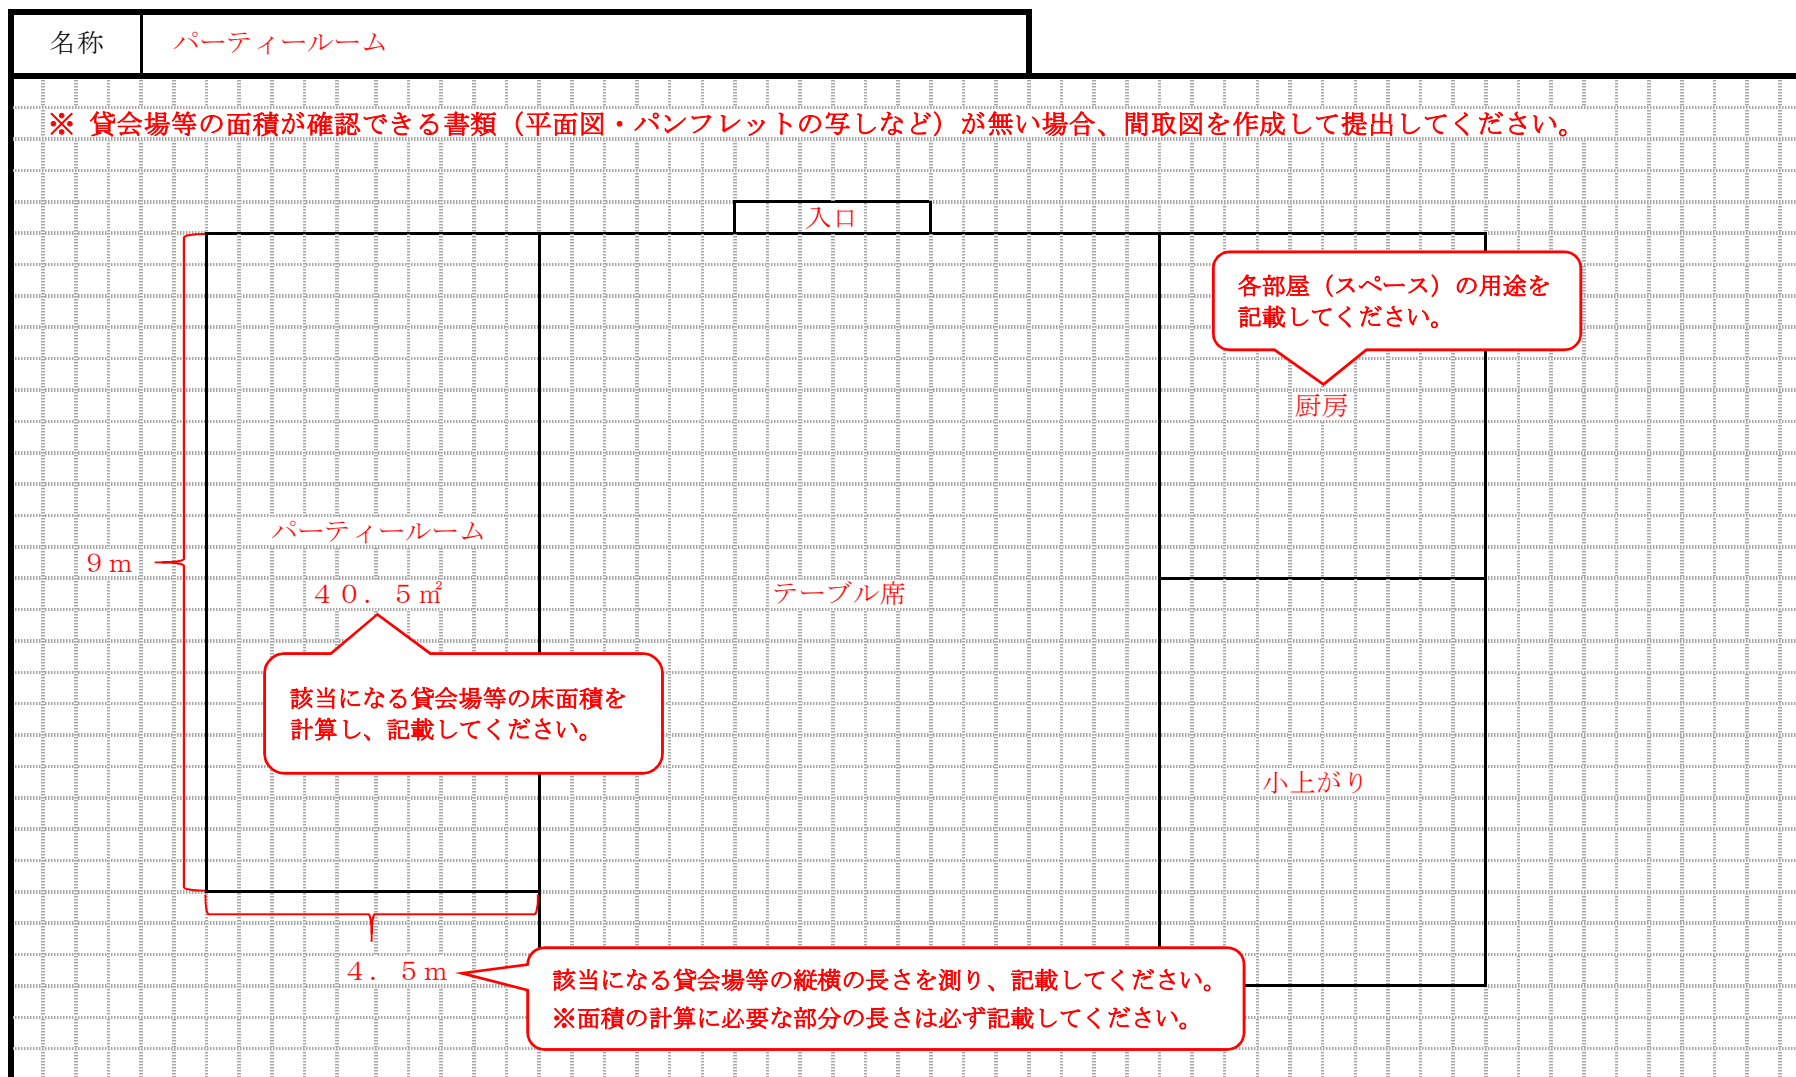 名称
パーティールーム
※ 貸会場等の面積が確認できる書類（平面図・パンフレットの写しなど）が無い場合、間取図を作成して提出してください。
入口
各部屋（スペース）の用途を
記載してください。
厨房
パーティールーム
９ｍ
４０．５㎡
テーブル席
該当になる貸会場等の床面積を
計算し、記載してください。
小上がり
４．５ｍ
該当になる貸会場等の縦横の長さを測り、記載してください。
※面積の計算に必要な部分の長さは必ず記載してください。